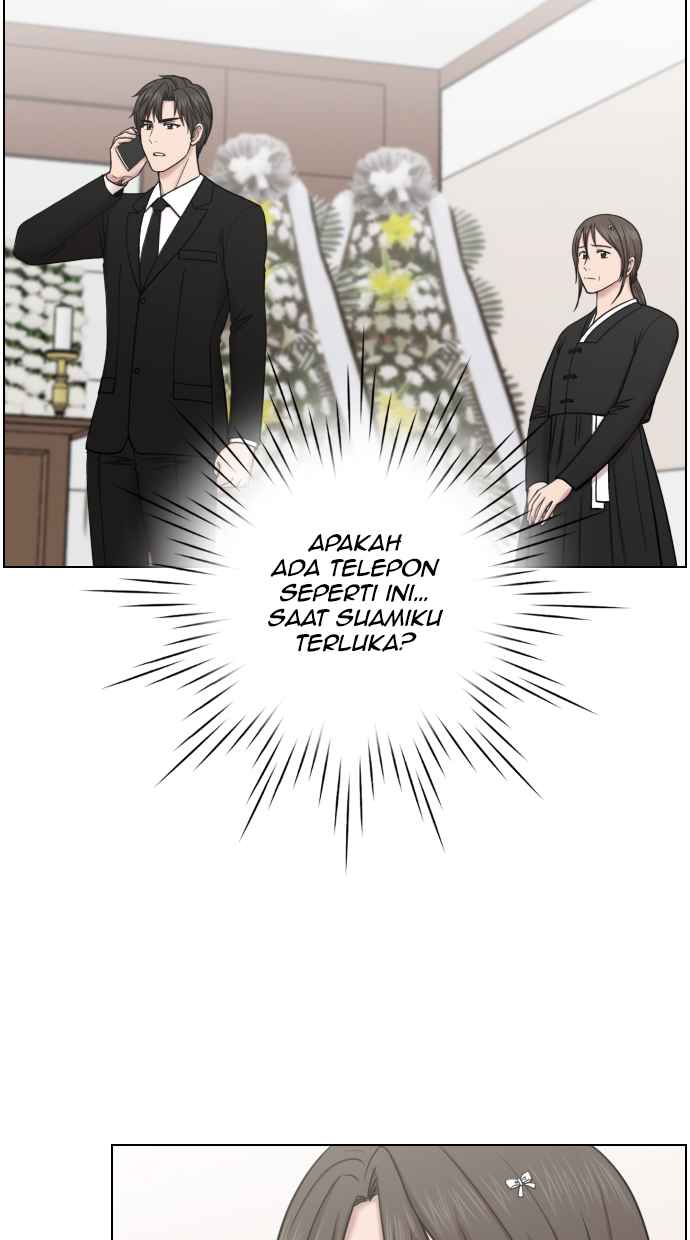 APAKAH
ADA TELEPON
SEPERTI INI...
SAAT SUAMIKU
TERLUKA?